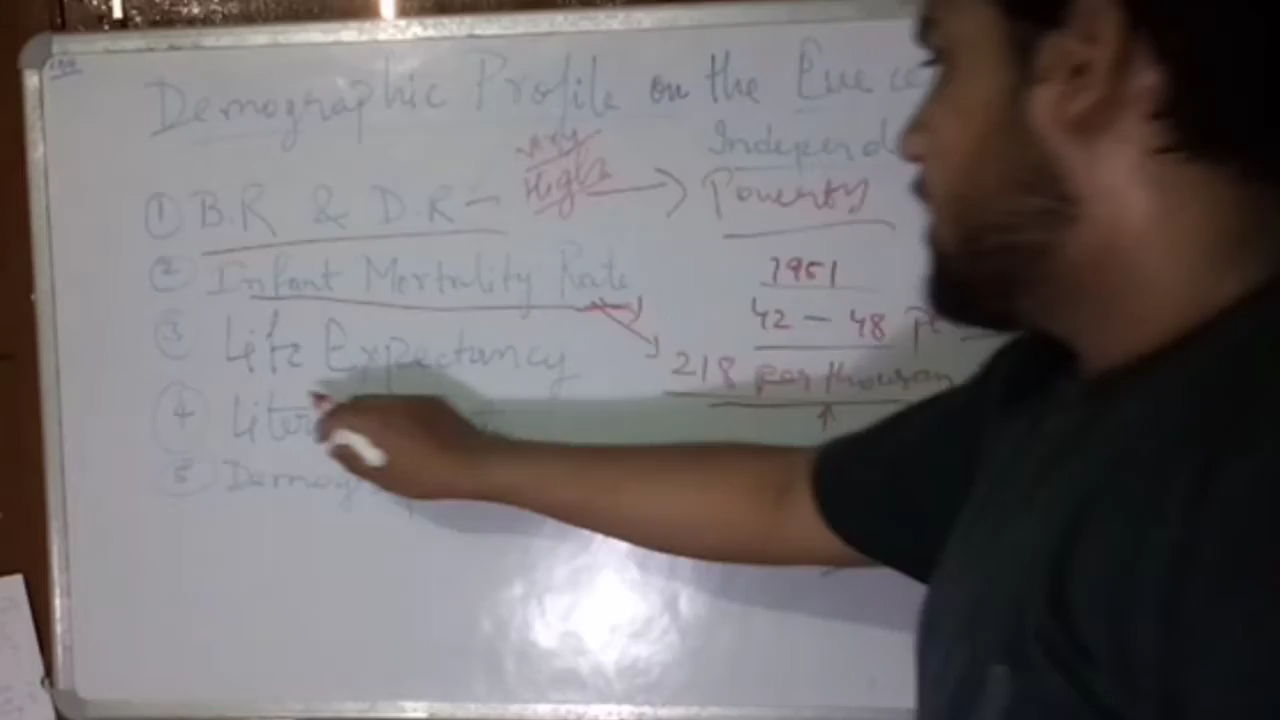 Demographic Profile on the Eve
Independ
① B.R & D.R - Very High → Poverty
② Infant Mortality Rate
1951
42 - 48
③ Life Expectancy
218 per thousan
④ Liter
⑤ Demog